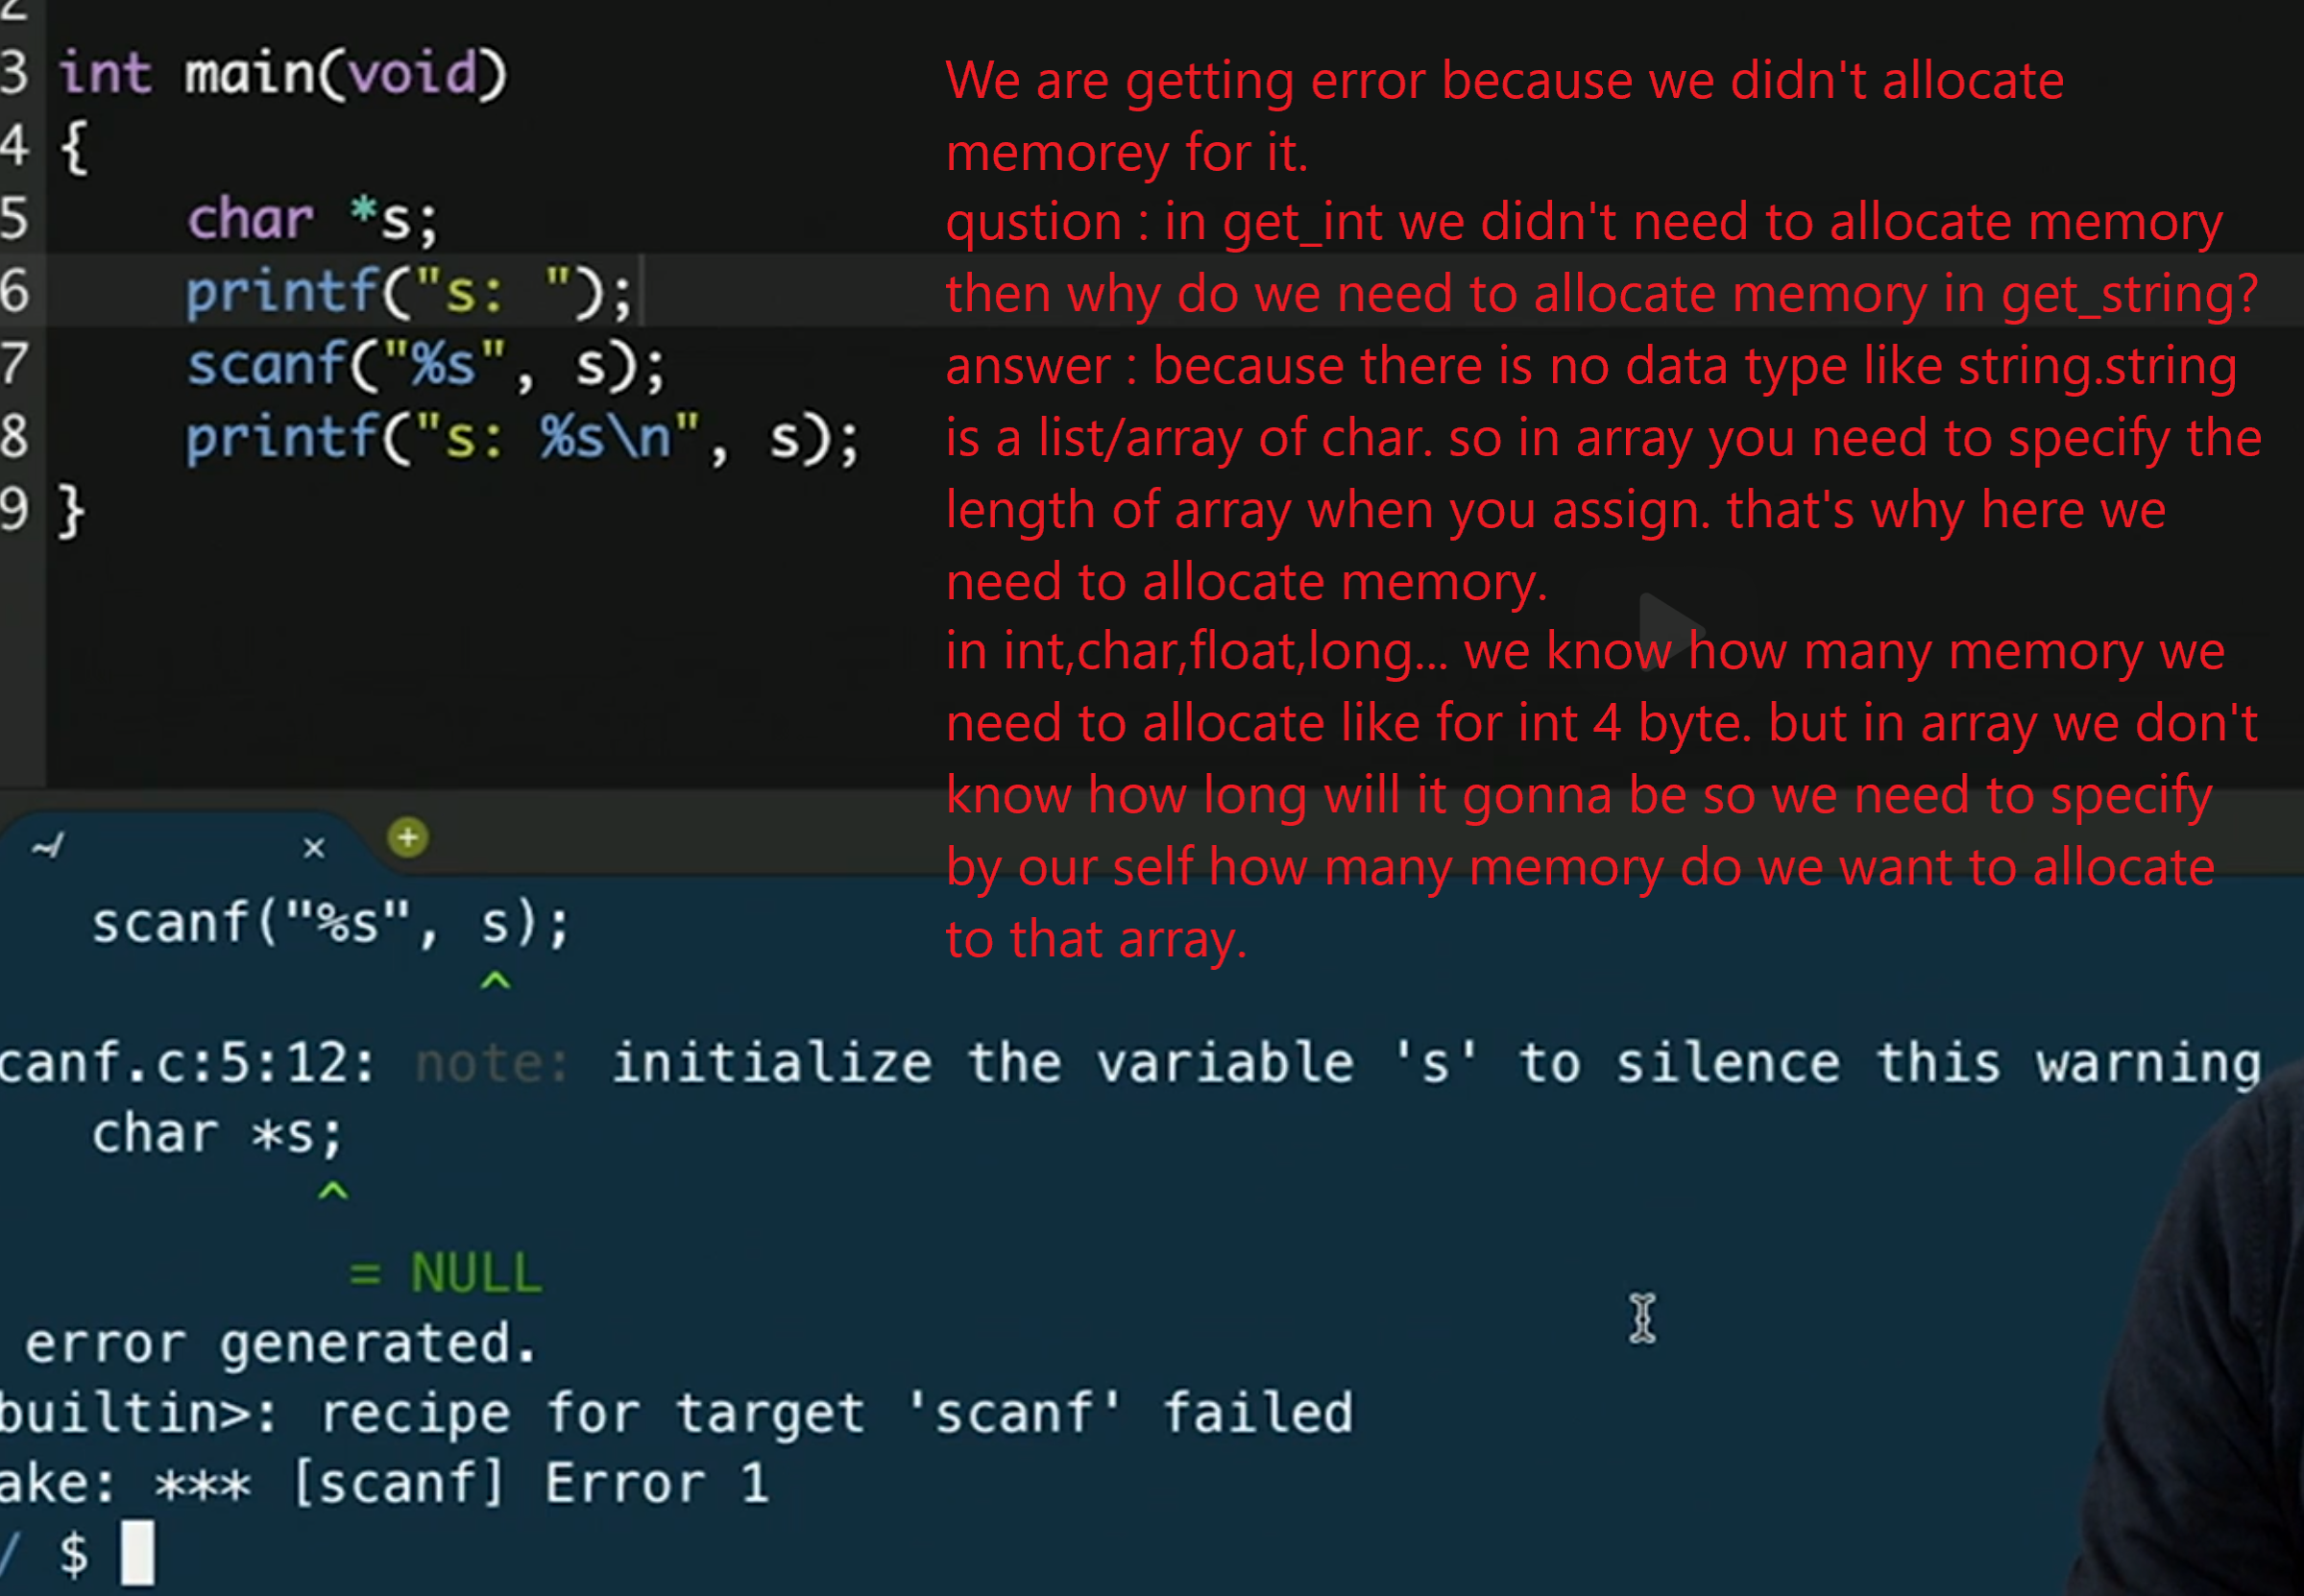 2
3 int main(void)
4 {
5 char *s;
6 printf("s: ");
7 scanf("%s", s);
8 printf("s: %s\n", s);
9 }
We are getting error because we didn't allocate
memorey for it.
qustion : in get_int we didn't need to allocate memory
then why do we need to allocate memory in get_string?
answer : because there is no data type like string.string
is a list/array of char. so in array you need to specify the
length of array when you assign. that's why here we
need to allocate memory.
in int,char,float,long... we know how many memory we
need to allocate like for int 4 byte. but in array we don't
know how long will it gonna be so we need to specify
by our self how many memory do we want to allocate
to that array.
~/ × +
scanf("%s", s);
^
canf.c:5:12: note: initialize the variable 's' to silence this warning
char *s;
^
= NULL
error generated.
builtin>: recipe for target 'scanf' failed
ake: *** [scanf] Error 1
/ $